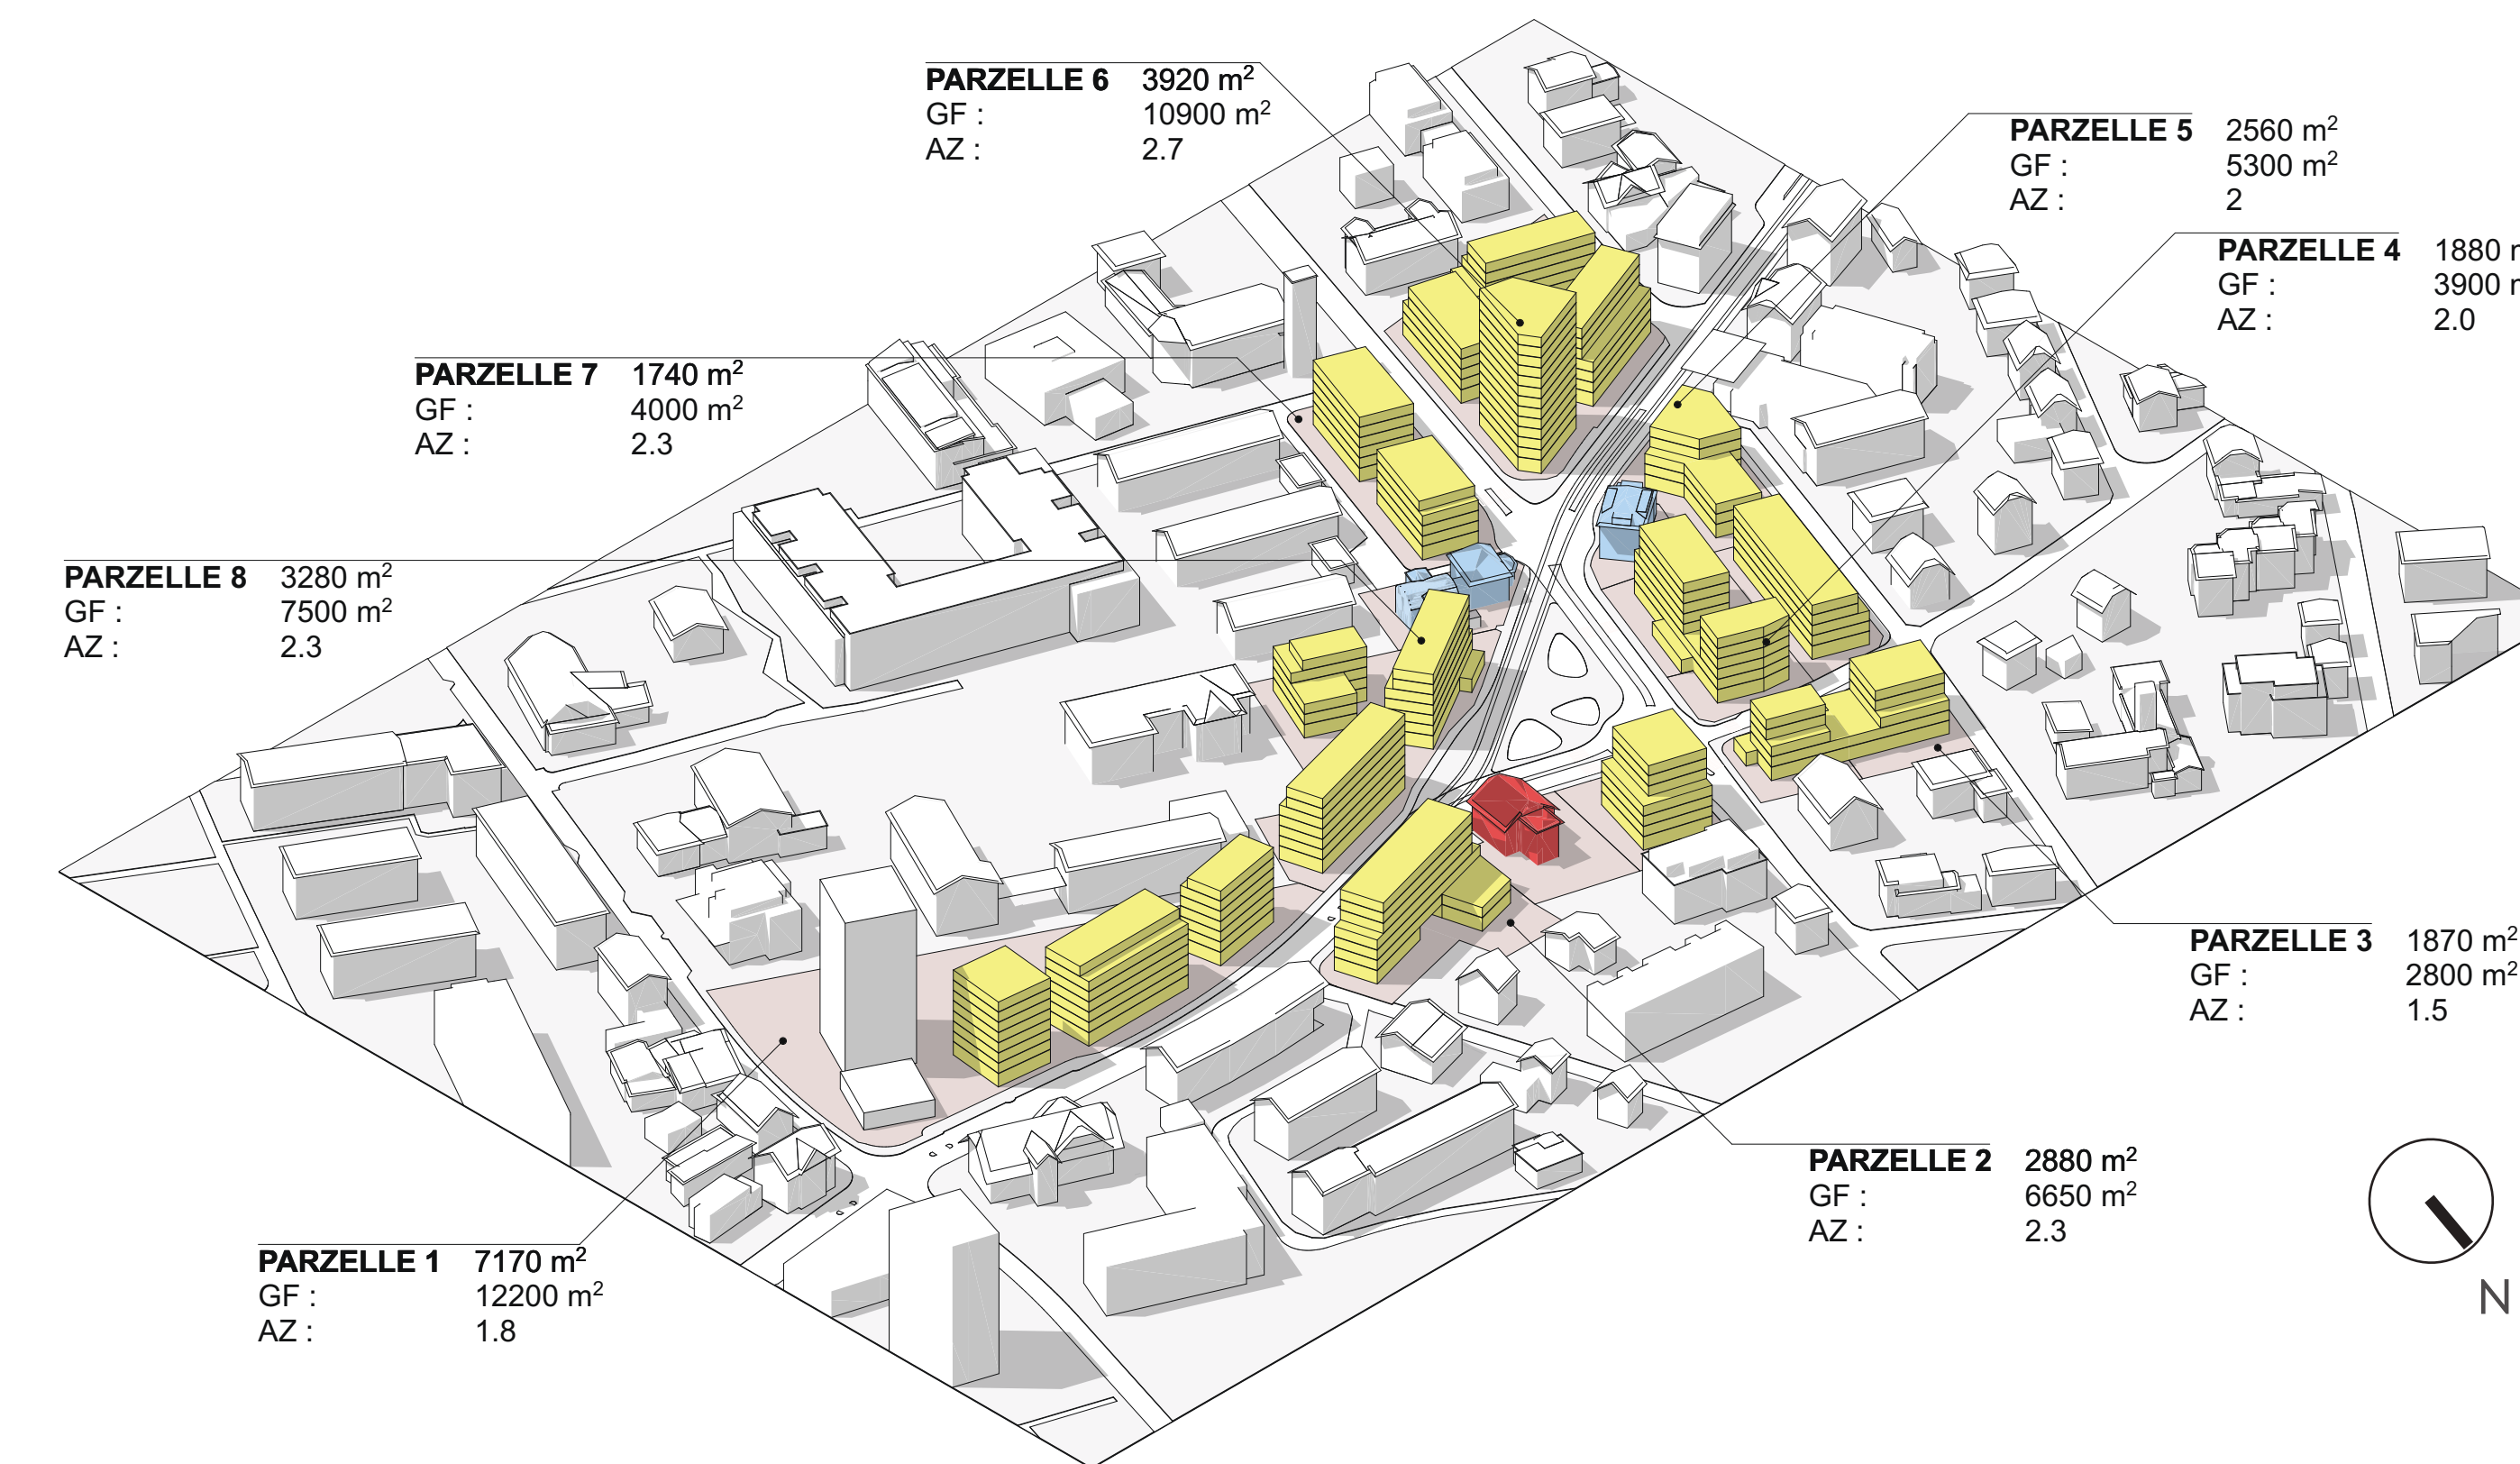 PARZELLE 6 3920 m²
GF : 10900 m²
AZ : 2.7
PARZELLE 5 2560 m²
GF : 5300 m²
AZ : 2
PARZELLE 4 1880
GF : 3900
AZ : 2.0
PARZELLE 7 1740 m²
GF : 4000 m²
AZ : 2.3
PARZELLE 8 3280 m²
GF : 7500 m²
AZ : 2.3
PARZELLE 3 1870 m²
GF : 2800 m²
AZ : 1.5
PARZELLE 2 2880 m²
GF : 6650 m²
AZ : 2.3
PARZELLE 1 7170 m²
GF : 12200 m²
AZ : 1.8
N